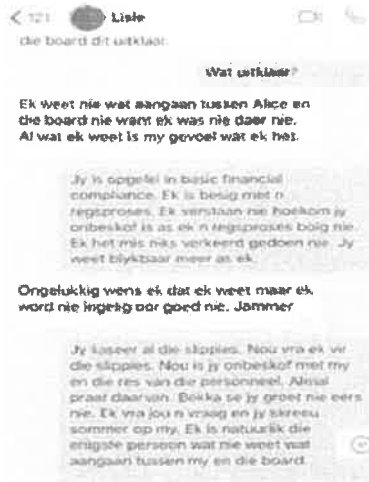 121 Lisle
die board dit uitklaar.
Wat uitklaar?
Ek weet nie wat aangaan tussen Alice en
the board nie want ek was nie daar nie.
Al wat ek weet is my gevoel wat ek het.
Jy is opgelei in basic financial
compliance. Ek is besig met n
regsproses. Ek verstaan nie hoekom jy
onbeskof is as ek n regsproses volg nie.
Ek het mis niks verkeerd gedoen nie. Jy
weet blykbaar meer as ek.
Ongelukkig wens ek dat ek weet maar ek
word nie ingelig oor goed nie. Jammer
Jy kaseer al die slippies. Nou vra ek vir
die slippies. Nou is jy onbeskof met my
en die res van die personeel. Almal
praat daarvan. Bokka se jy groet nie eers
nie. Ek vra jou n vraag en jy skreeu
sommer op my. Ek is natuurlik die
enigste persoon wat nie weet wat
aangaan tussen my en die board.